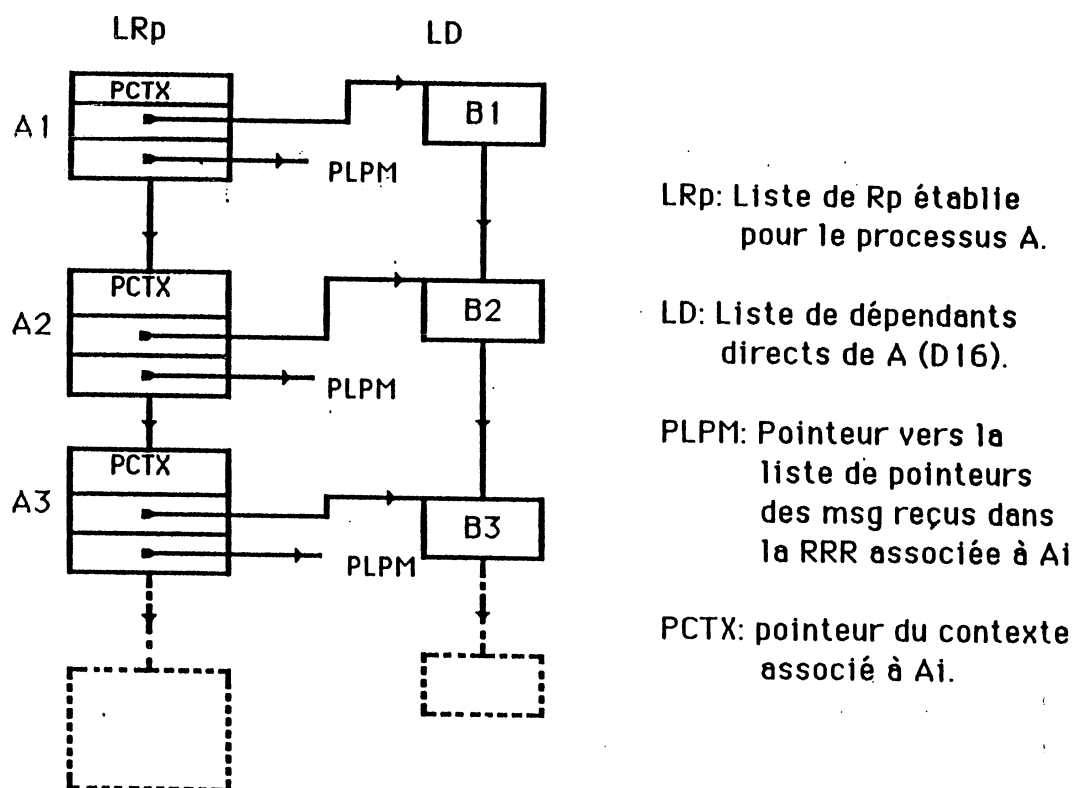 LRp
LD
PCTX
A1
B1
PLPM
PCTX
A2
B2
PLPM
PCTX
A3
B3
PLPM
LRp: Liste de Rp établie
pour le processus A.
LD: Liste de dépendants
directs de A (D16).
PLPM: Pointeur vers la
liste de pointeurs
des msg reçus dans
la RRR associée à Ai
PCTX: pointeur du contexte
associé à Ai.